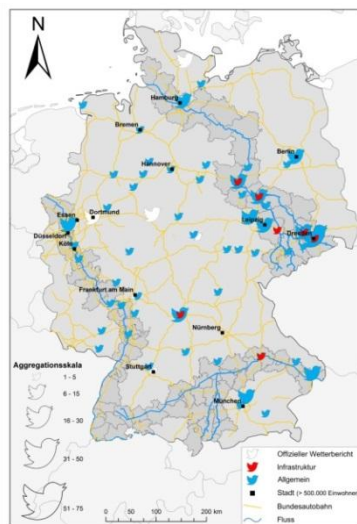 N
Hamburg
Bremen
Berlin
Hannover
Essen
Dortmund
Leipzig
Düsseldorf
Dresden
Köln
Frankfurt am Main
Nürnberg
Stuttgart
München
Aggregationsskala
1 - 5
6 - 15
16 - 30
31 - 50
51 - 75
0
100
200 km
Offizieller Wetterbericht
Infrastruktur
Allgemein
Stadt (> 500.000 Einwohner)
Bundesautobahn
Fluss